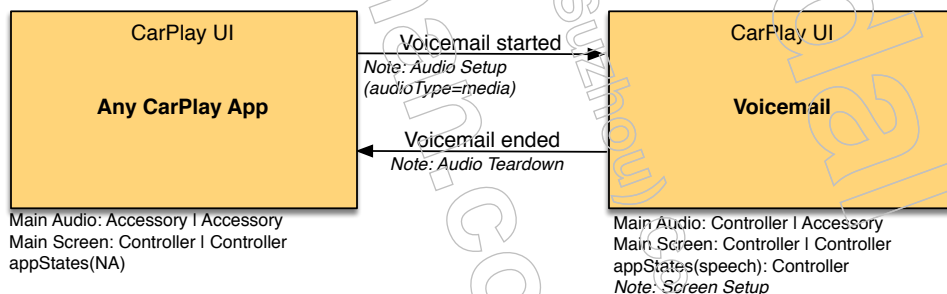 CarPlay UI
Any CarPlay App
Voicemail started
Note: Audio Setup
(audioType=media)
Voicemail ended
Note: Audio Teardown
CarPlay UI
Voicemail
Main Audio: Accessory | Accessory
Main Screen: Controller | Controller
appStates(NA)
Main Audio: Controller | Accessory
Main Screen: Controller | Controller
appStates(speech): Controller
Note: Screen Setup